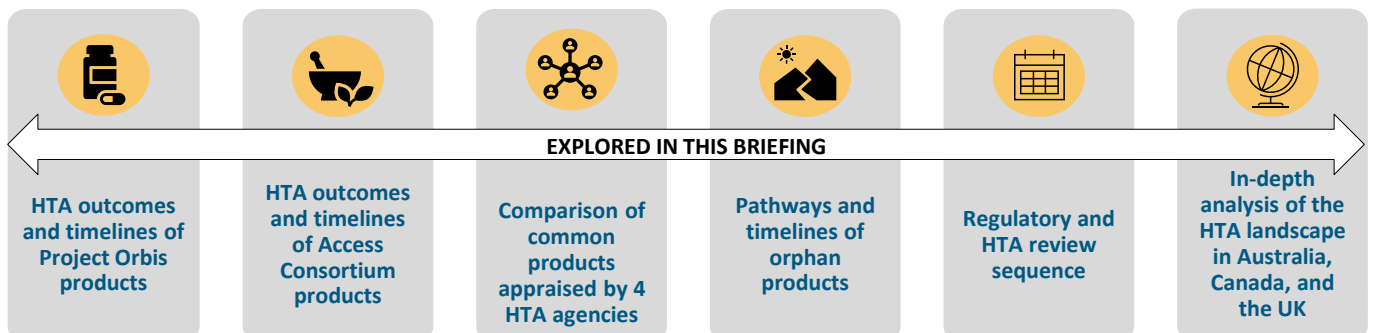 EXPLORED IN THIS BRIEFING
HTA outcomes
and timelines of
Project Orbis
products
HTA outcomes
and timelines
of Access
Consortium
products
Comparison of
common
products
appraised by 4
HTA agencies
Pathways and
timelines of
orphan
products
Regulatory and
HTA review
sequence
In-depth
analysis of the
HTA landscape
in Australia,
Canada, and
the UK